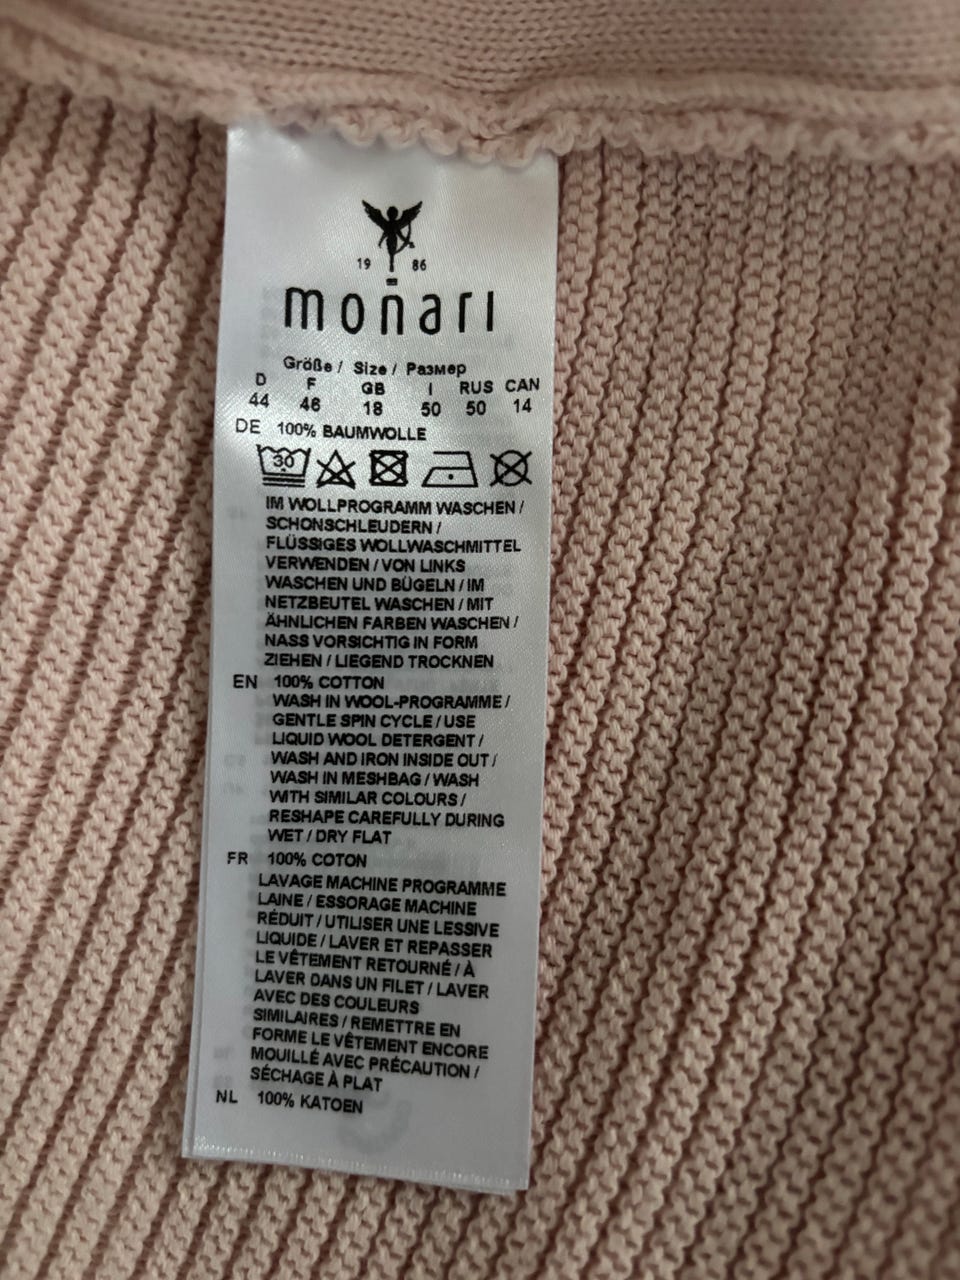 19 86
monari
Größe / Size / Размер
D F GB I RUS CAN
44 46 18 50 50 14
DE 100% BAUMWOLLE
30
IM WOLLPROGRAMM WASCHEN /
SCHONSCHLEUDERN /
FLÜSSIGES WOLLWASCHMITTEL
VERWENDEN / VON LINKS
WASCHEN UND BÜGELN / IM
NETZBEUTEL WASCHEN / MIT
ÄHNLICHEN FARBEN WASCHEN /
NASS VORSICHTIG IN FORM
ZIEHEN / LIEGEND TROCKNEN
EN 100% COTTON
WASH IN WOOL-PROGRAMME /
GENTLE SPIN CYCLE / USE
LIQUID WOOL DETERGENT /
WASH AND IRON INSIDE OUT /
WASH IN MESHBAG / WASH
WITH SIMILAR COLOURS /
RESHAPE CAREFULLY DURING
WET / DRY FLAT
FR 100% COTON
LAVAGE MACHINE PROGRAMME
LAINE / ESSORAGE MACHINE
RÉDUIT / UTILISER UNE LESSIVE
LIQUIDE / LAVER ET REPASSER
LE VÊTEMENT RETOURNÉ / À
LAVER DANS UN FILET / LAVER
AVEC DES COULEURS
SIMILAIRES / REMETTRE EN
FORME LE VÊTEMENT ENCORE
MOUILLÉ AVEC PRÉCAUTION /
SÉCHAGE À PLAT
NL 100% KATOEN